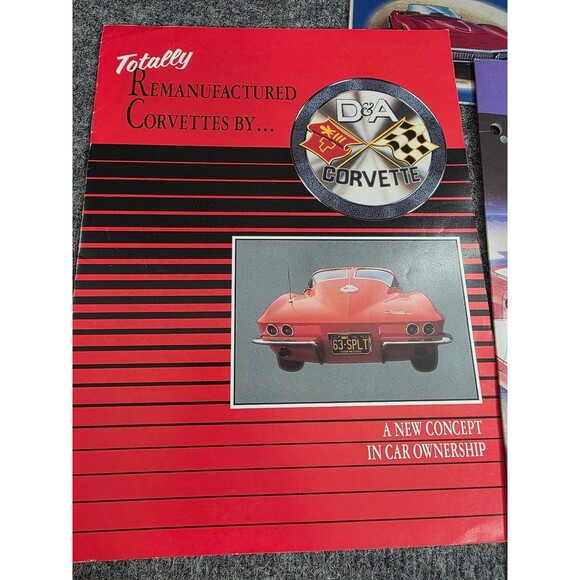 Totally
REMANUFACTURED
CORVETTES BY...
D&A
CORVETTE
63·SPLT
A NEW CONCEPT
IN CAR OWNERSHIP